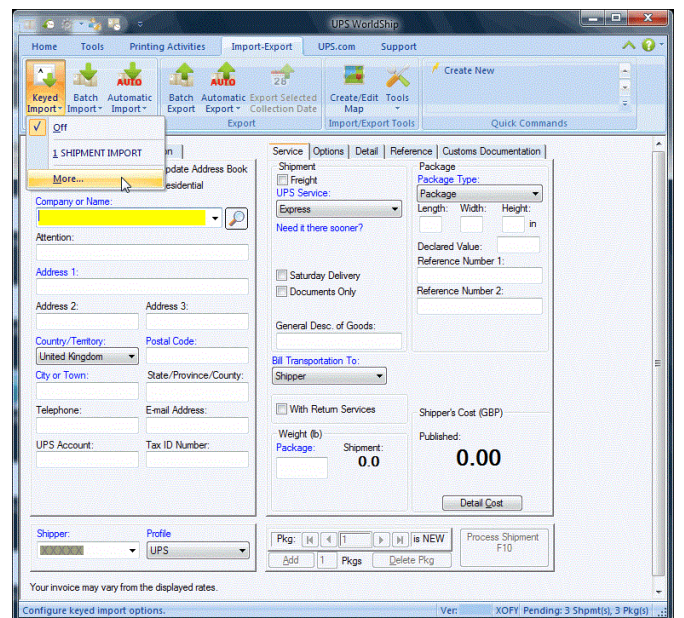 UPS WorldShip
Home Tools Printing Activities Import-Export UPS.com Support
Create New
Keyed Import Batch Import Automatic Import Batch Export Automatic Export Export Selected Collection Date Create/Edit Map Tools
Export Import/Export Tools Quick Commands
Off
1 SHIPMENT IMPORT
More...
Update Address Book
Residential
Company or Name:
Attention:
Address 1:
Address 2: Address 3:
Country/Territory: Postal Code:
United Kingdom
City or Town: State/Province/County:
Telephone: E-mail Address:
UPS Account: Tax ID Number:
Service Options Detail Reference Customs Documentation
Shipment
Freight
UPS Service:
Express
Need it there sooner?
Saturday Delivery
Documents Only
General Desc. of Goods:
Bill Transportation To:
Shipper
With Return Services
Weight (lb)
Package: Shipment:
0.0
Package
Package Type:
Package
Length: Width: Height:
in
Declared Value:
Reference Number 1:
Reference Number 2:
Shipper's Cost (GBP)
Published:
0.00
Detail Cost
Shipper: Profile
XXXXX UPS
Pkg: 1 is NEW
Add 1 Pkgs Delete Pkg
Process Shipment
F10
Your invoice may vary from the displayed rates.
Configure keyed import options. Ver: XOFY Pending: 3 Shpmt(s), 3 Pkg(s)